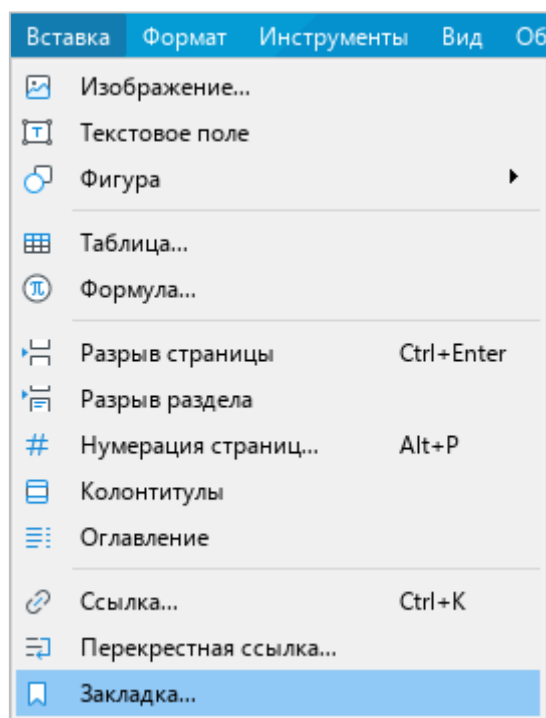 Вставка Формат Инструменты Вид Об
Изображение...
Текстовое поле
Фигура
Таблица...
Формула...
Разрыв страницы Ctrl+Enter
Разрыв раздела
Нумерация страниц... Alt+P
Колонтитулы
Оглавление
Ссылка... Ctrl+K
Перекрестная ссылка...
Закладка...